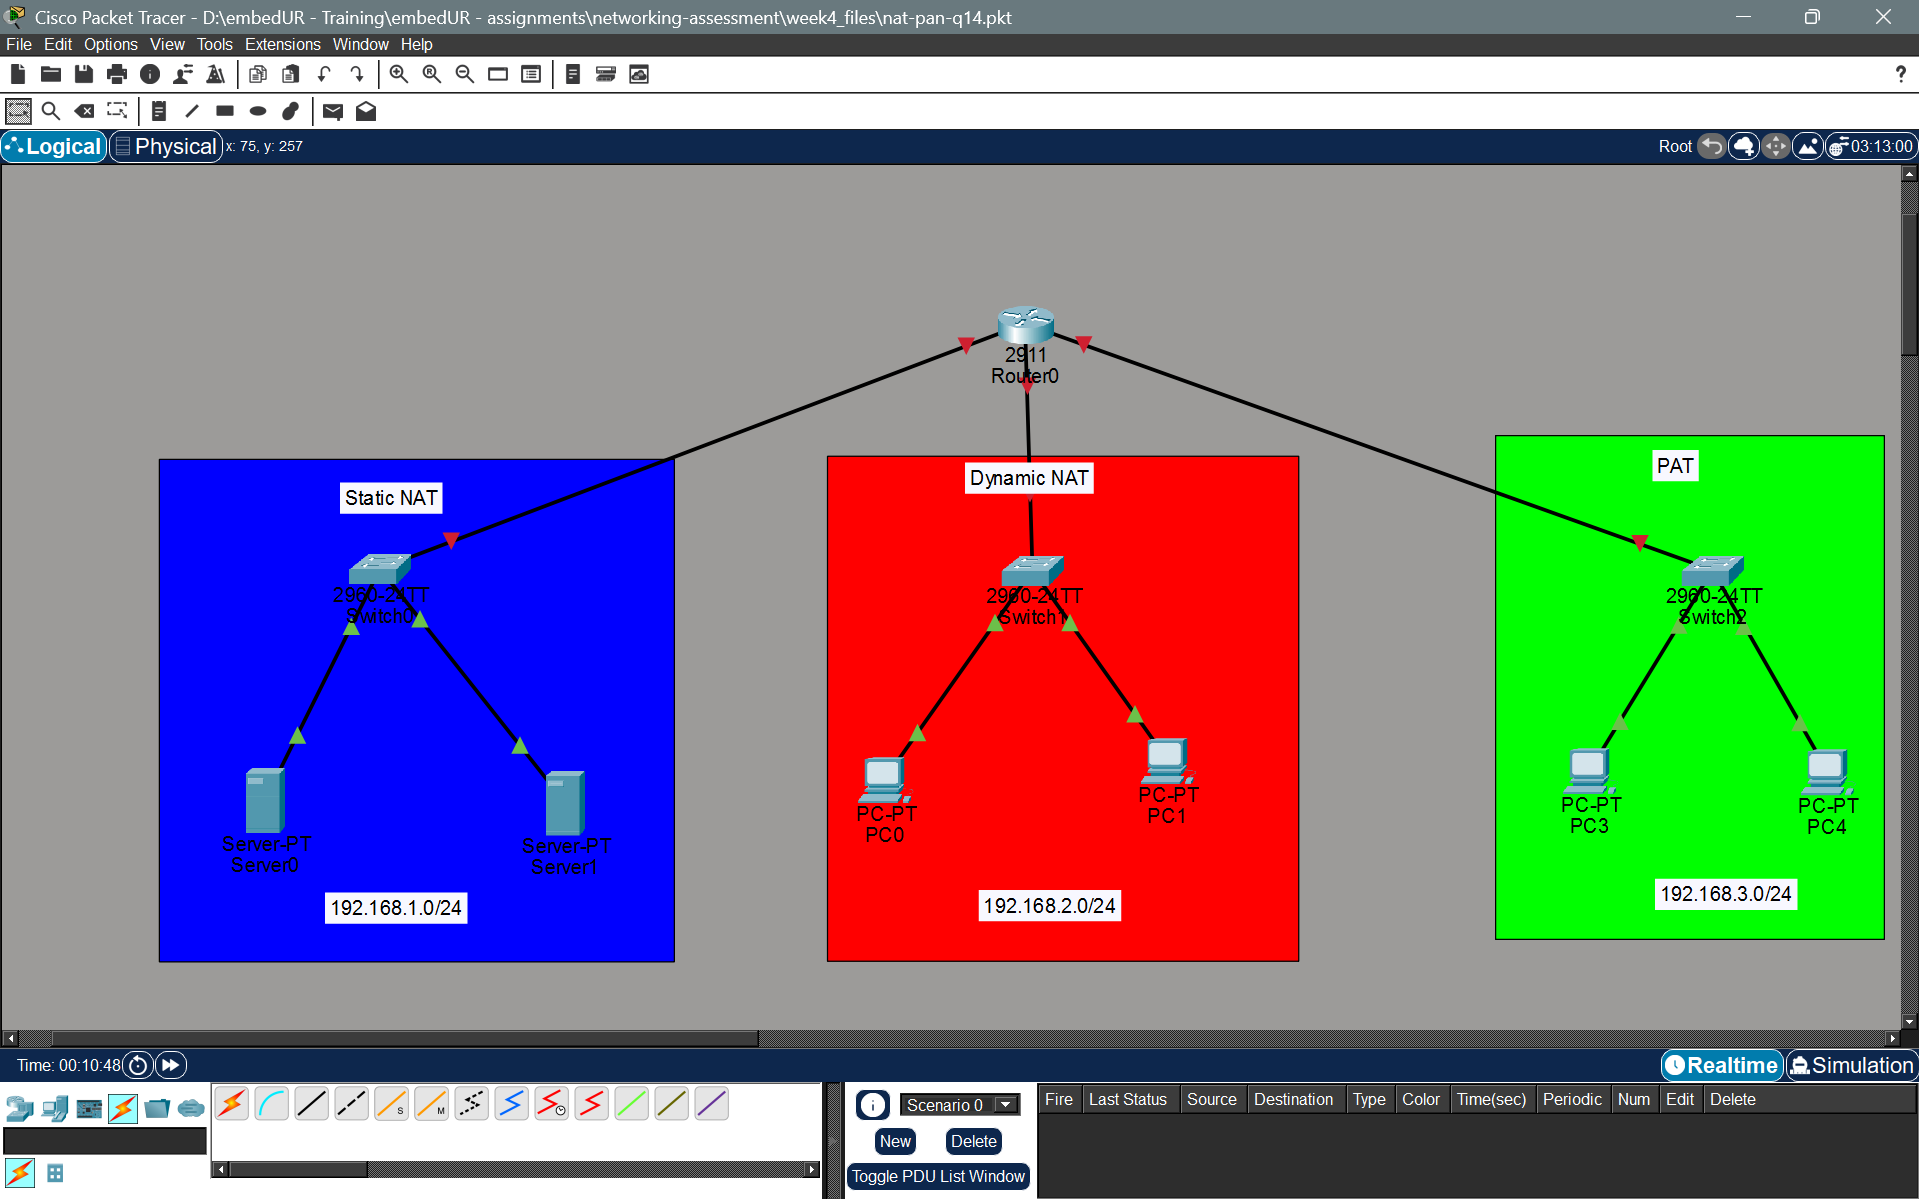 Cisco Packet Tracer - D:\embedUR - Training\embedUR - assignments\networking-assessment\week4_files\nat-pan-q14.pkt
File Edit Options View Tools Extensions Window Help
?
Logical Physical x: 75, y: 257 Root 03:13:00
2911
Router0
Static NAT
Dynamic NAT
PAT
2960-24TT
Switch0
2960-24TT
Switch1
2960-24TT
Switch2
Server-PT
Server0
Server-PT
Server1
PC-PT
PC0
PC-PT
PC1
PC-PT
PC3
PC-PT
PC4
192.168.1.0/24
192.168.2.0/24
192.168.3.0/24
Time: 00:10:48 Realtime Simulation
S M
Scenario 0
New Delete
Toggle PDU List Window
Fire Last Status Source Destination Type Color Time(sec) Periodic Num Edit Delete